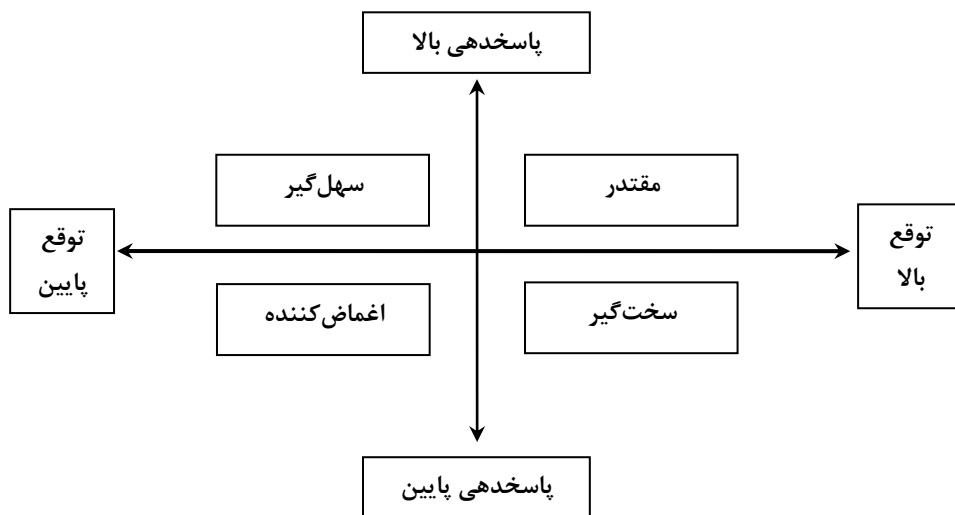 پاسخدهی بالا
مقتدر
سهل‌گیر
توقع
بالا
توقع
پایین
سخت‌گیر
اغماض‌کننده
پاسخدهی پایین